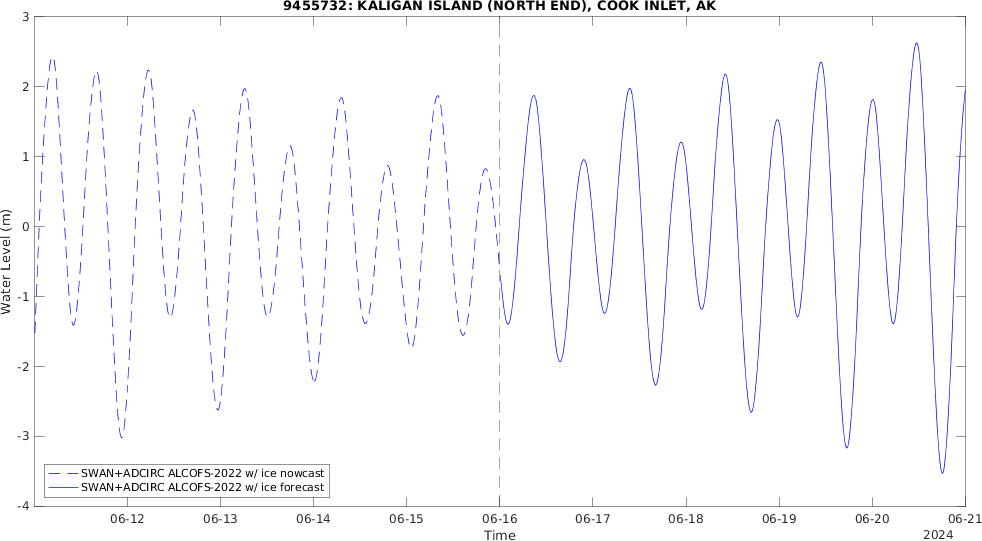 9455732: KALIGAN ISLAND (NORTH END), COOK INLET, AK
3
2
1
0
-1
-2
-3
-4
Water Level (m)
SWAN+ADCIRC ALCOFS-2022 w/ ice nowcast
SWAN+ADCIRC ALCOFS-2022 w/ ice forecast
06-12 06-13 06-14 06-15 06-16 06-17 06-18 06-19 06-20 06-21
Time
2024